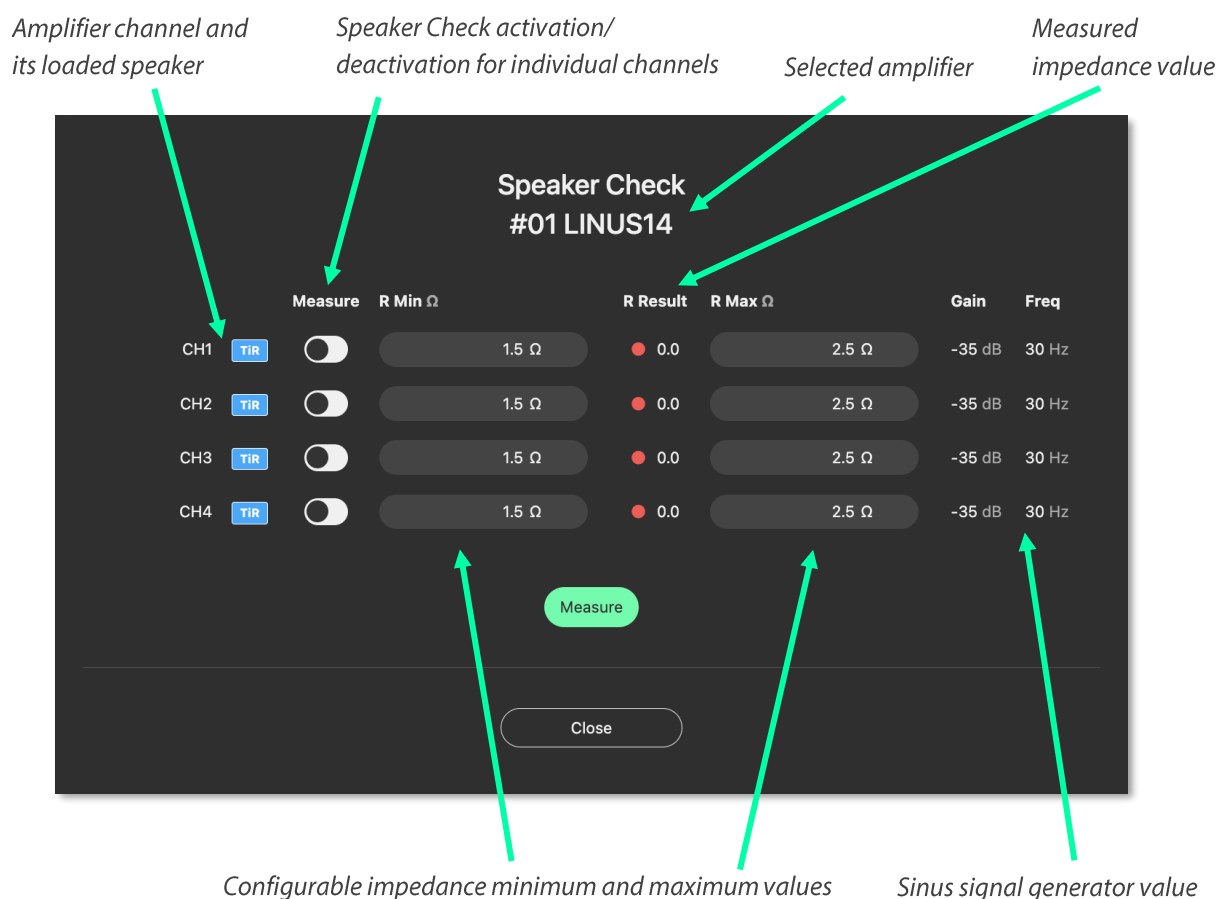 Amplifier channel and
its loaded speaker
Speaker Check activation/
deactivation for individual channels
Selected amplifier
Measured
impedance value
Speaker Check
#01 LINUS14
Measure R Min Ω R Result R Max Ω Gain Freq
CH1 TiR 1.5 Ω 0.0 2.5 Ω -35 dB 30 Hz
CH2 TiR 1.5 Ω 0.0 2.5 Ω -35 dB 30 Hz
CH3 TiR 1.5 Ω 0.0 2.5 Ω -35 dB 30 Hz
CH4 TiR 1.5 Ω 0.0 2.5 Ω -35 dB 30 Hz
Measure
Close
Configurable impedance minimum and maximum values
Sinus signal generator value